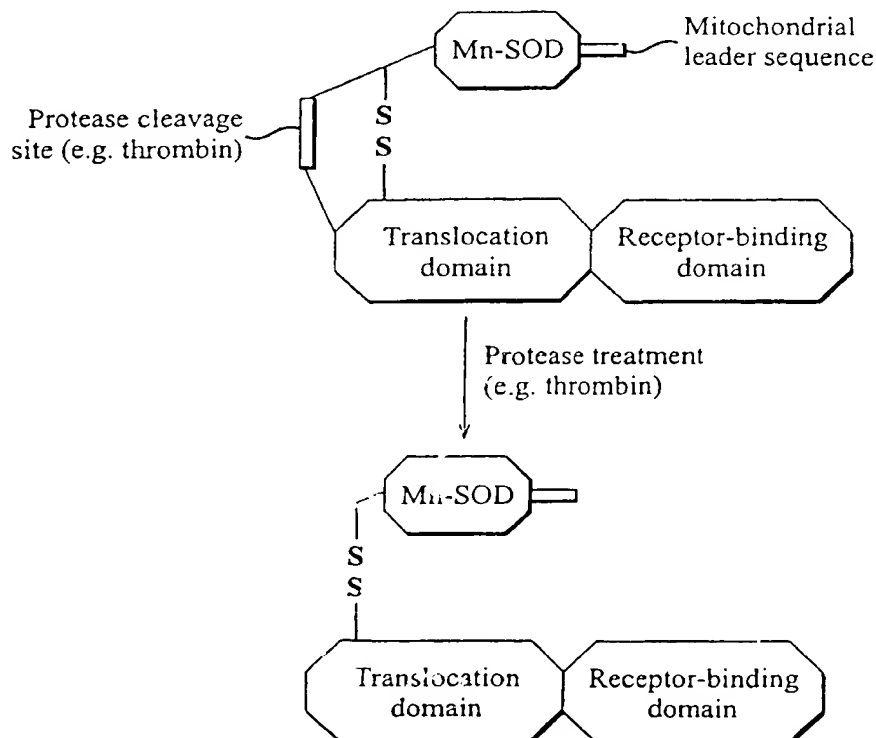 Mn-SOD
Mitochondrial
leader sequence
Protease cleavage
site (e.g. thrombin)
S
S
Translocation
domain
Receptor-binding
domain
Protease treatment
(e.g. thrombin)
Mn-SOD
S
S
Translocation
domain
Receptor-binding
domain